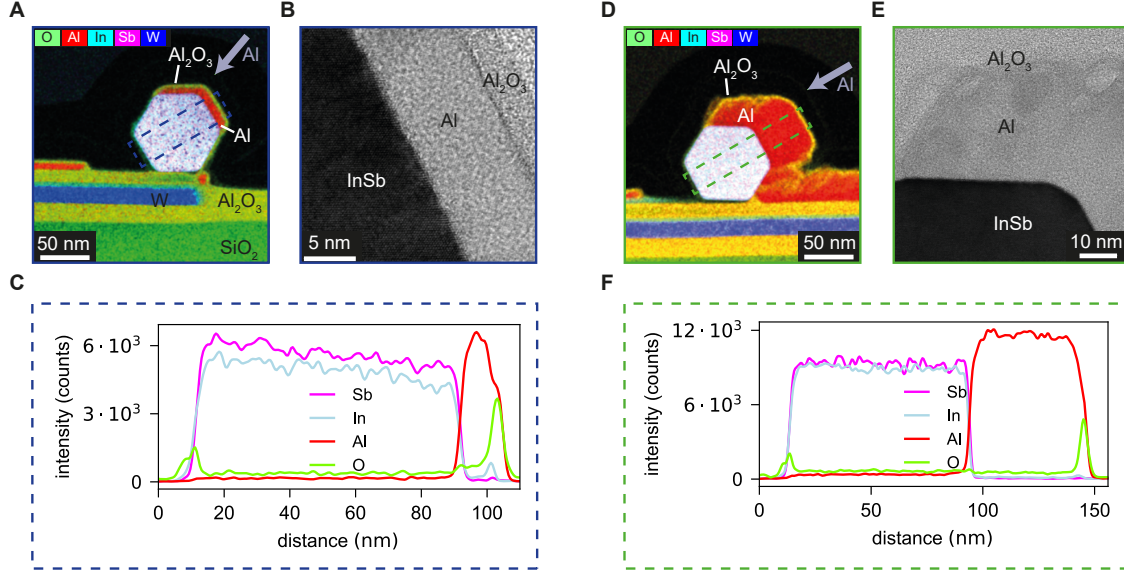 A
O Al In Sb W
Al₂O₃
Al
Al
W
Al₂O₃
50 nm
SiO₂
B
Al₂O₃
Al
InSb
5 nm
C
intensity (counts)
6 · 10³
3 · 10³
0
Sb
In
Al
O
0 20 40 60 80 100
distance (nm)
D
O Al In Sb W
Al₂O₃
Al
Al
50 nm
E
Al₂O₃
Al
InSb
10 nm
F
intensity (counts)
12 · 10³
6 · 10³
0
Sb
In
Al
O
0 50 100 150
distance (nm)